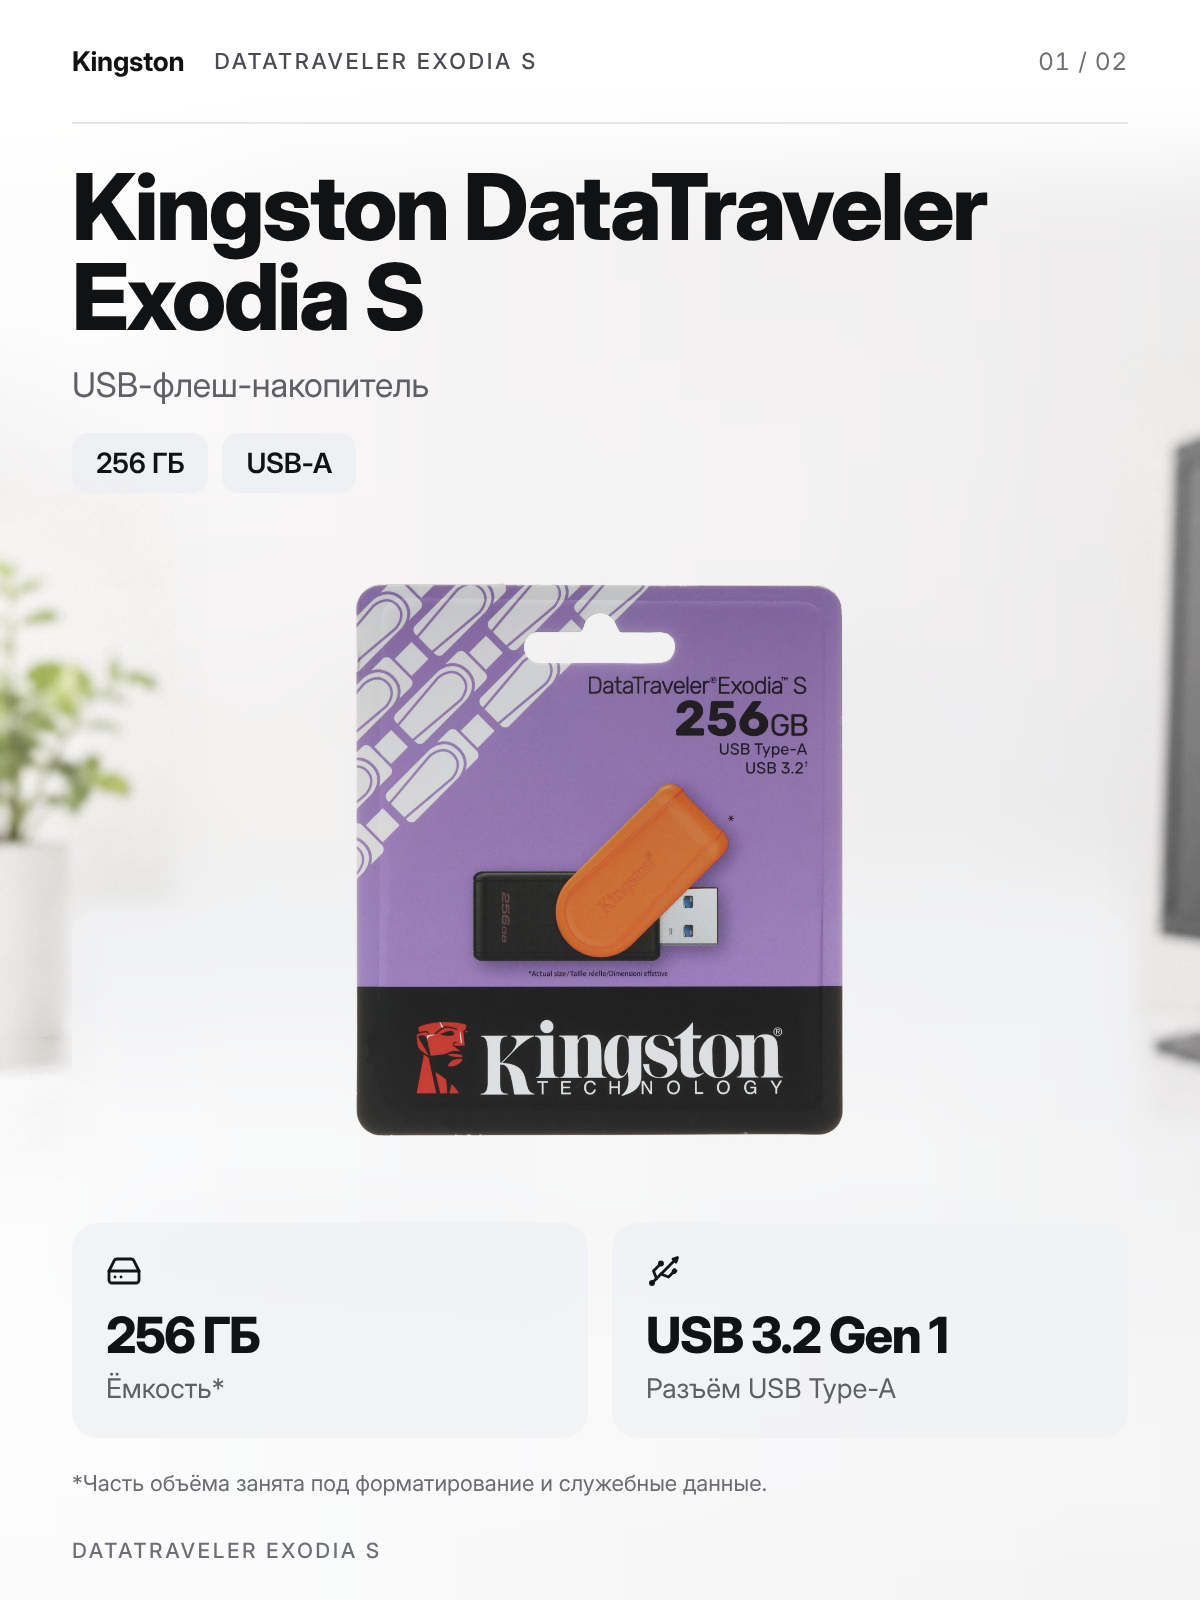 Kingston DATATRAVELER EXODIA S 01 / 02
Kingston DataTraveler
Exodia S
USB-флеш-накопитель
256 ГБ USB-A
DataTraveler® Exodia™ S
256GB
USB Type-A
USB 3.2†
*
Kingston
256GB
*Actual size/Taille réelle/Dimensioni effettive
Kingston®
TECHNOLOGY
256 ГБ
Ёмкость*
USB 3.2 Gen 1
Разъём USB Type-A
*Часть объёма занята под форматирование и служебные данные.
DATATRAVELER EXODIA S